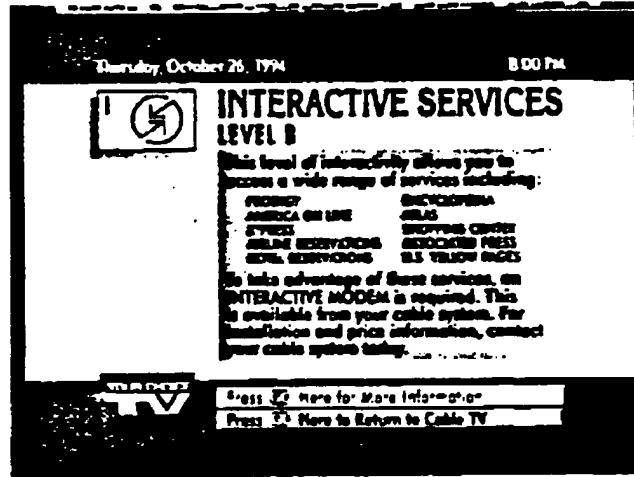 Thursday, October 26, 1994
8:00 PM
INTERACTIVE SERVICES
LEVEL B
This level of interactivity allows you to
access a wide range of services including:
PRODIGY
ENCYCLOPEDIA
AMERICA ON LINE
ATLAS
X*PRESS
SHOPPING CENTER
AIRLINE RESERVATIONS
ASSOCIATED PRESS
HOTEL RESERVATIONS
U.S. YELLOW PAGES
To take advantage of these services, an
INTERACTIVE MODEM is required. This
is available from your cable system. For
installation and price information, contact
your cable system today.
TV
Press Here for More Information
Press Here to Return to Cable TV